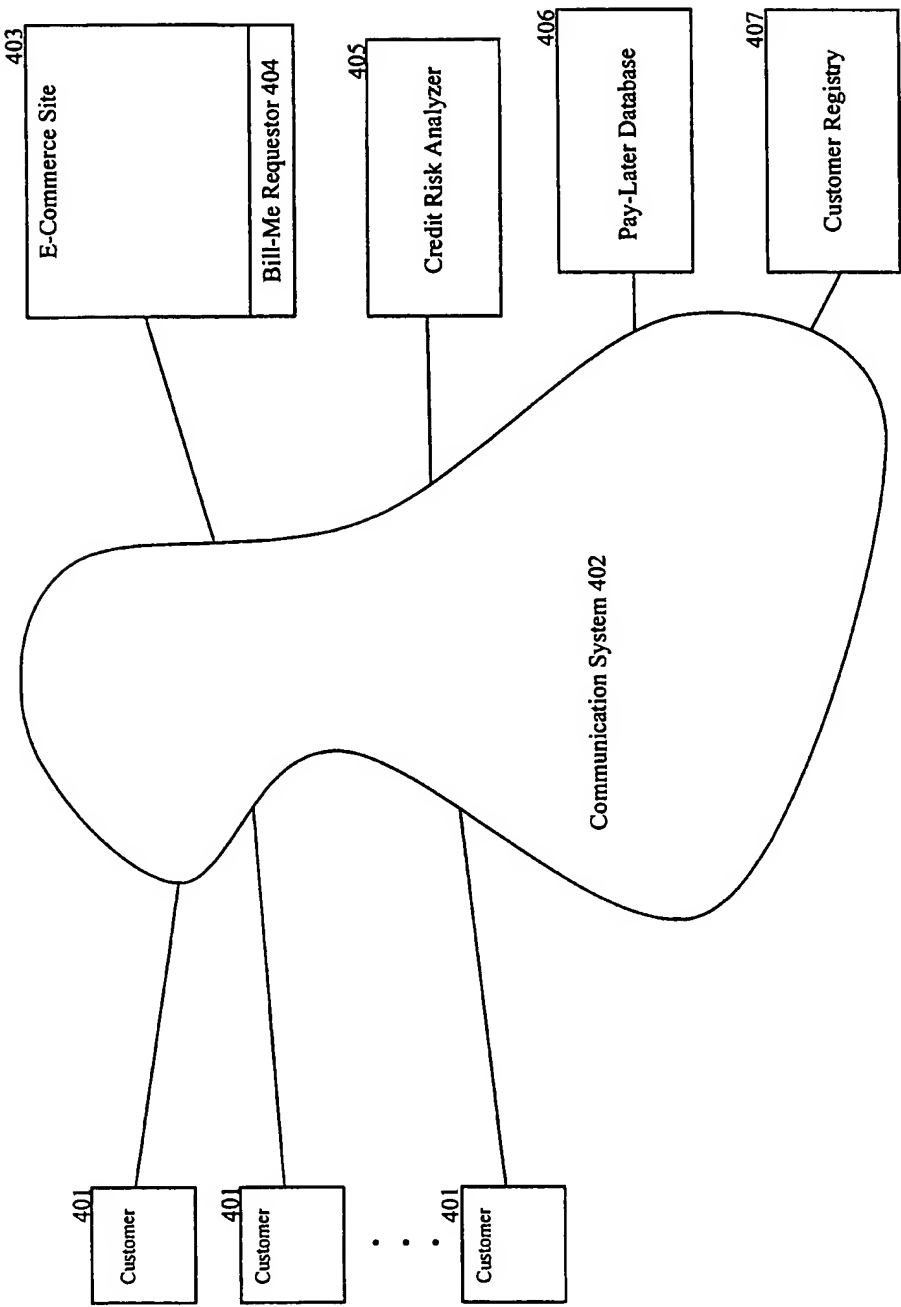 403
E-Commerce Site
Bill-Me Requestor 404
405
Credit Risk Analyzer
406
Pay-Later Database
407
Customer Registry
Communication System 402
401
Customer
401
Customer
401
Customer